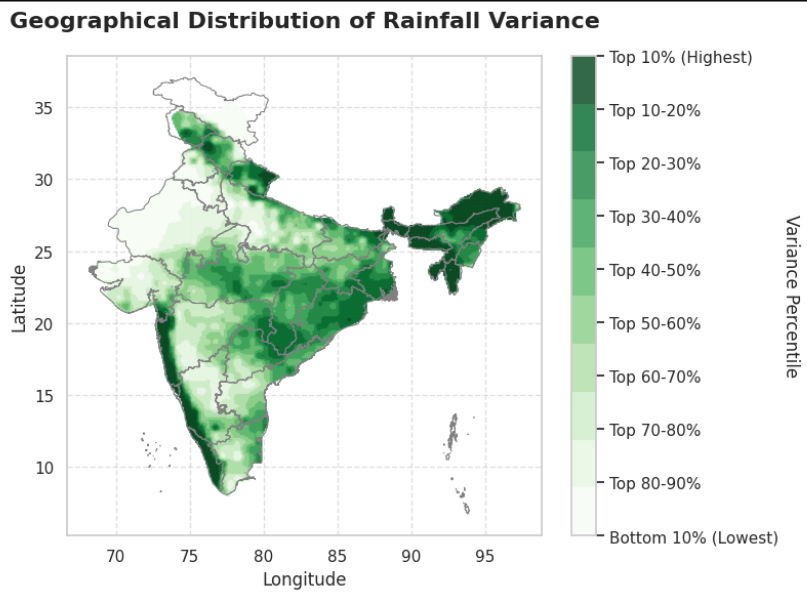 Geographical Distribution of Rainfall Variance
Top 10% (Highest)
Top 10-20%
Top 20-30%
Top 30-40%
Top 40-50%
Top 50-60%
Top 60-70%
Top 70-80%
Top 80-90%
Bottom 10% (Lowest)
Variance Percentile
Latitude
35
30
25
20
15
10
70
75
80
85
90
95
Longitude